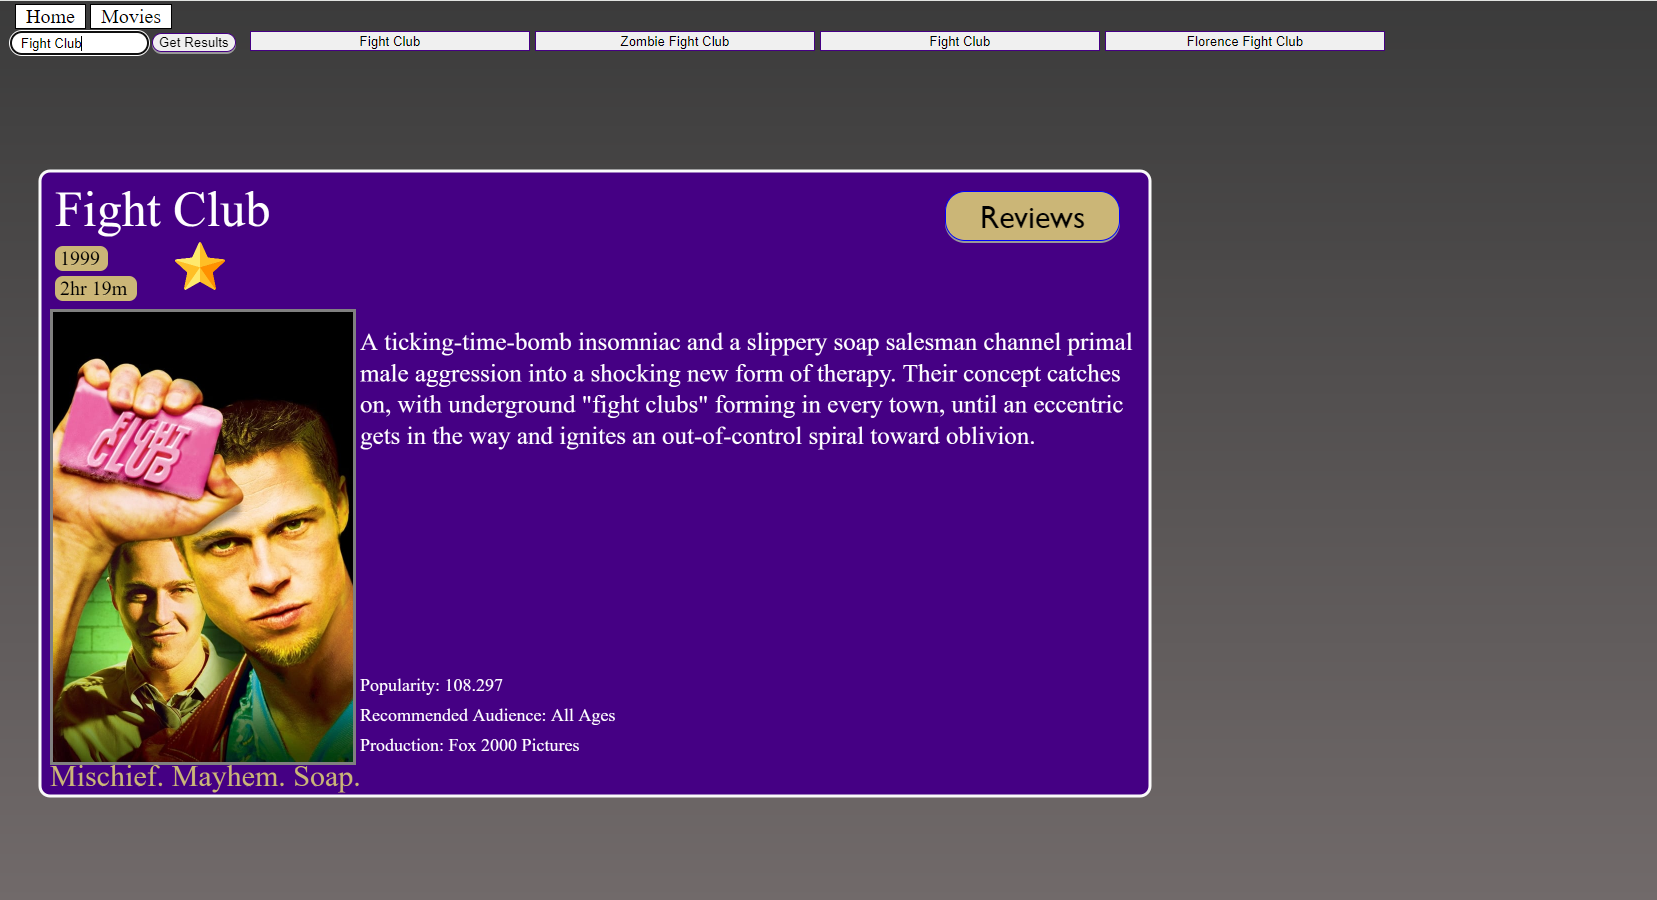 Home Movies
Fight Club Get Results Fight Club Zombie Fight Club Fight Club Florence Fight Club
Fight Club
Reviews
1999
2hr 19m
FIGHT
CLUB
A ticking-time-bomb insomniac and a slippery soap salesman channel primal
male aggression into a shocking new form of therapy. Their concept catches
on, with underground "fight clubs" forming in every town, until an eccentric
gets in the way and ignites an out-of-control spiral toward oblivion.
Popularity: 108.297
Recommended Audience: All Ages
Production: Fox 2000 Pictures
Mischief. Mayhem. Soap.